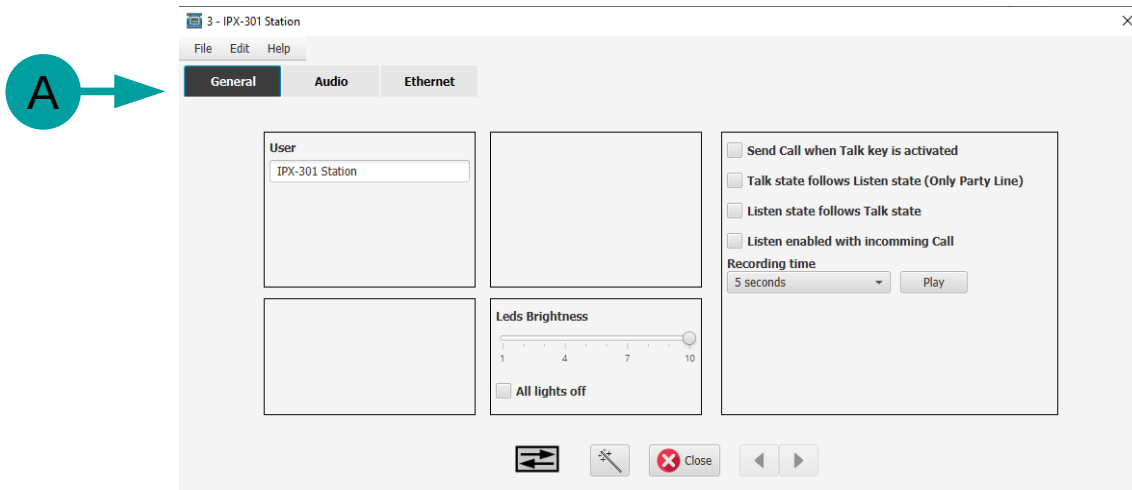 3 - IPX-301 Station
File Edit Help
A
General Audio Ethernet
User
IPX-301 Station
Leds Brightness
1 4 7 10
All lights off
Send Call when Talk key is activated
Talk state follows Listen state (Only Party Line)
Listen state follows Talk state
Listen enabled with incomming Call
Recording time
5 seconds Play
Close